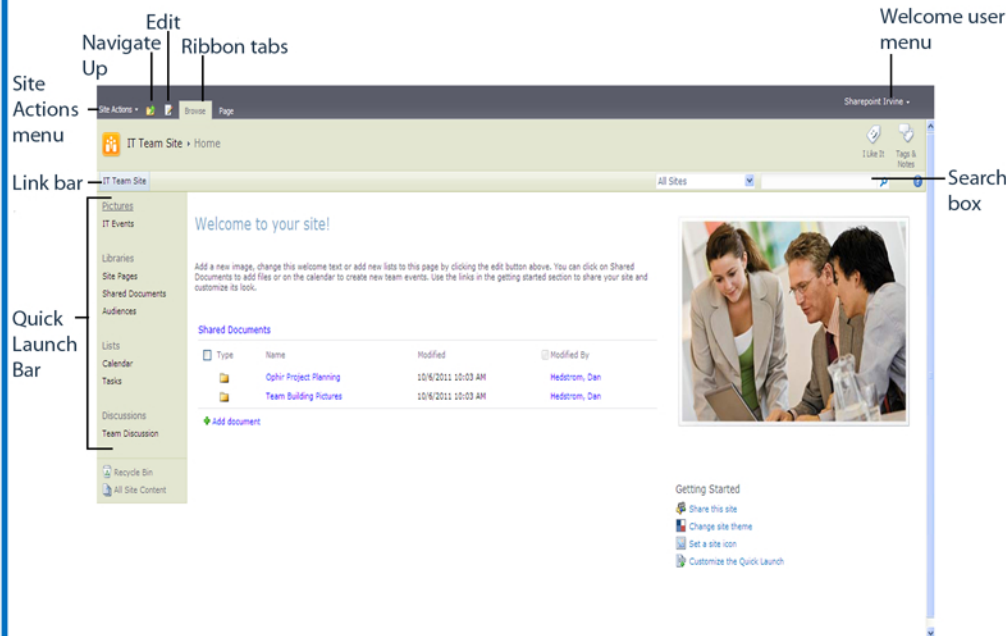 Edit
Welcome user
menu
Navigate
Up
Ribbon tabs
Site
Actions
menu
Site Actions
Browse
Page
Sharepoint Irvine
IT Team Site ▸ Home
I Like It
Tags &
Notes
Link bar
IT Team Site
All Sites
Search
box
Pictures
IT Events
Libraries
Site Pages
Shared Documents
Audiences
Quick
Launch
Bar
Lists
Calendar
Tasks
Discussions
Team Discussion
Recycle Bin
All Site Content
Welcome to your site!
Add a new image, change this welcome text or add new lists to this page by clicking the edit button above. You can click on Shared
Documents to add files or on the calendar to create new team events. Use the links in the getting started section to share your site and
customize its look.
Shared Documents
Type Name Modified Modified By
Ophir Project Planning 10/6/2011 10:03 AM Hedstrom, Dan
Team Building Pictures 10/6/2011 10:03 AM Hedstrom, Dan
Add document
Getting Started
Share this site
Change site theme
Set a site icon
Customize the Quick Launch